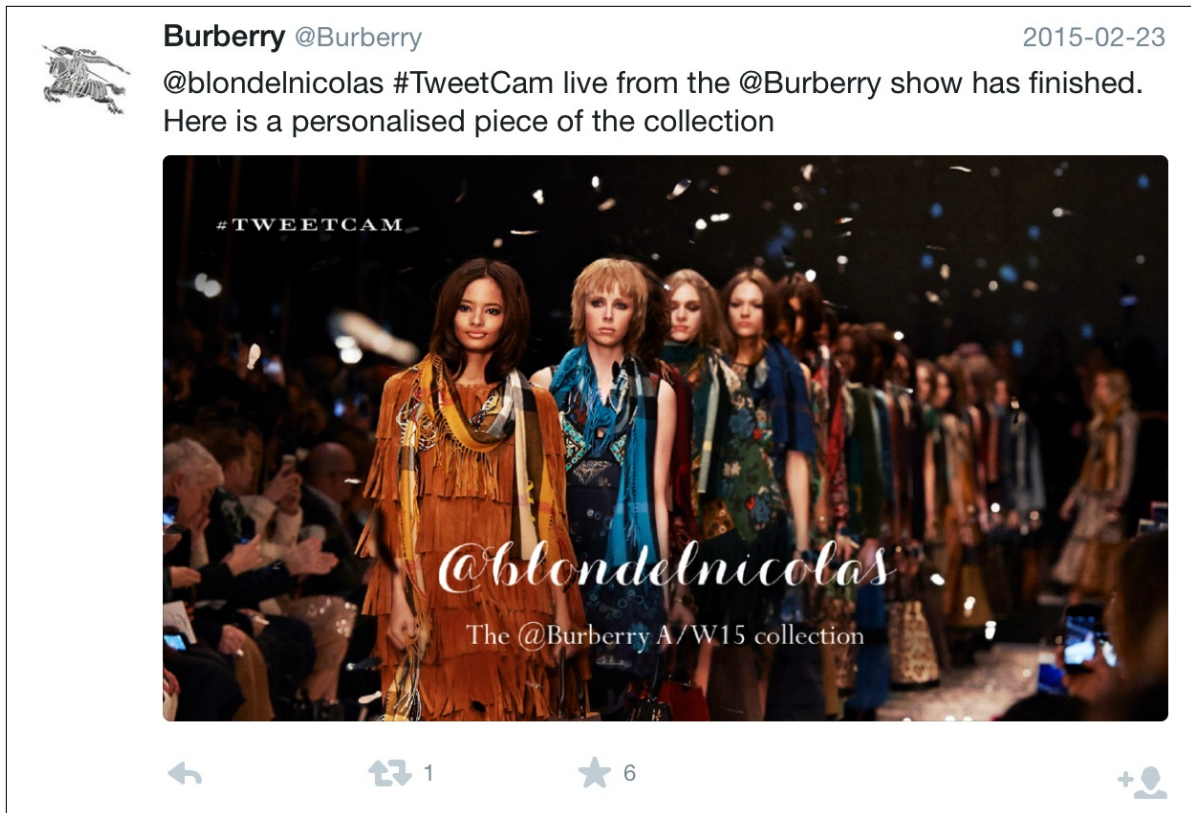 Burberry @Burberry 2015-02-23
@blondelnicolas #TweetCam live from the @Burberry show has finished.
Here is a personalised piece of the collection
#TWEETCAM
@blondelnicolas
The @Burberry A/W15 collection
1 6